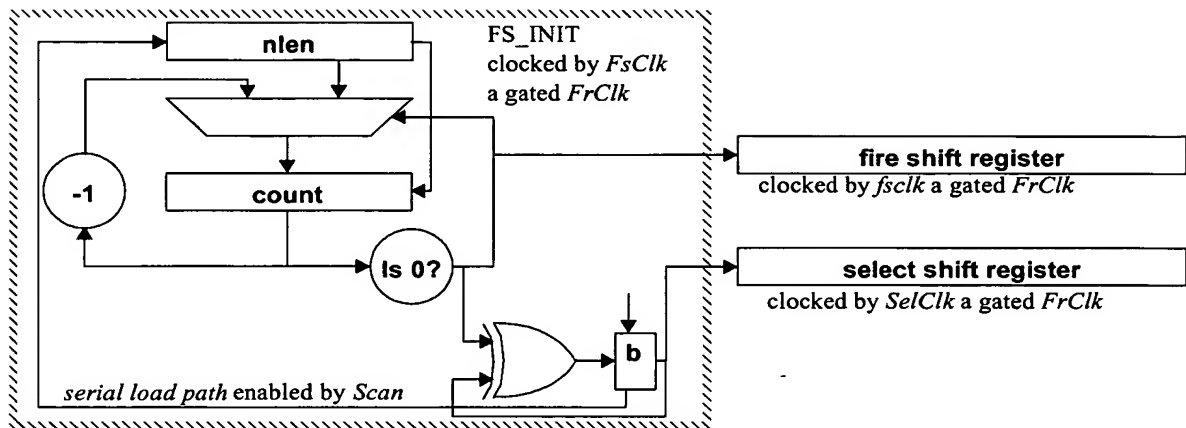 nlen
FS_INIT
clocked by FsClk
a gated FrClk
fire shift register
clocked by fsclk a gated FrClk
-1
count
Is 0?
select shift register
clocked by SelClk a gated FrClk
b
serial load path enabled by Scan